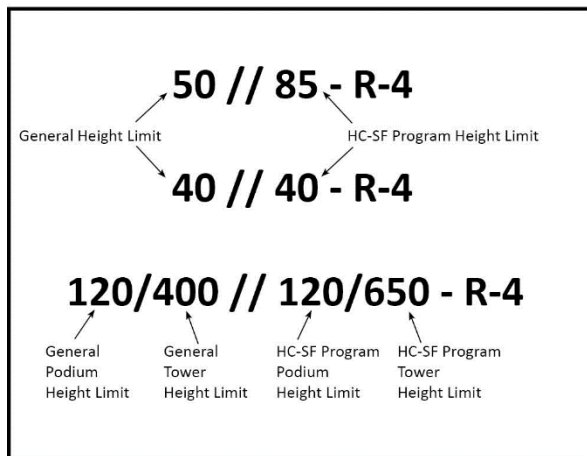 50 // 85 - R-4
General Height Limit HC-SF Program Height Limit
40 // 40 - R-4
120/400 // 120/650 - R-4
General
Podium
Height Limit
General
Tower
Height Limit
HC-SF Program
Podium
Height Limit
HC-SF Program
Tower
Height Limit